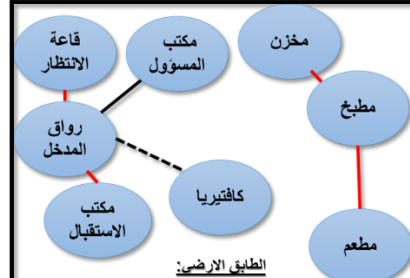 قاعة
الانتظار
مكتب
المسؤول
مخزن
مطبخ
رواق
المدخل
كافتيريا
مكتب
الاستقبال
مطعم
الطابق الارضي: